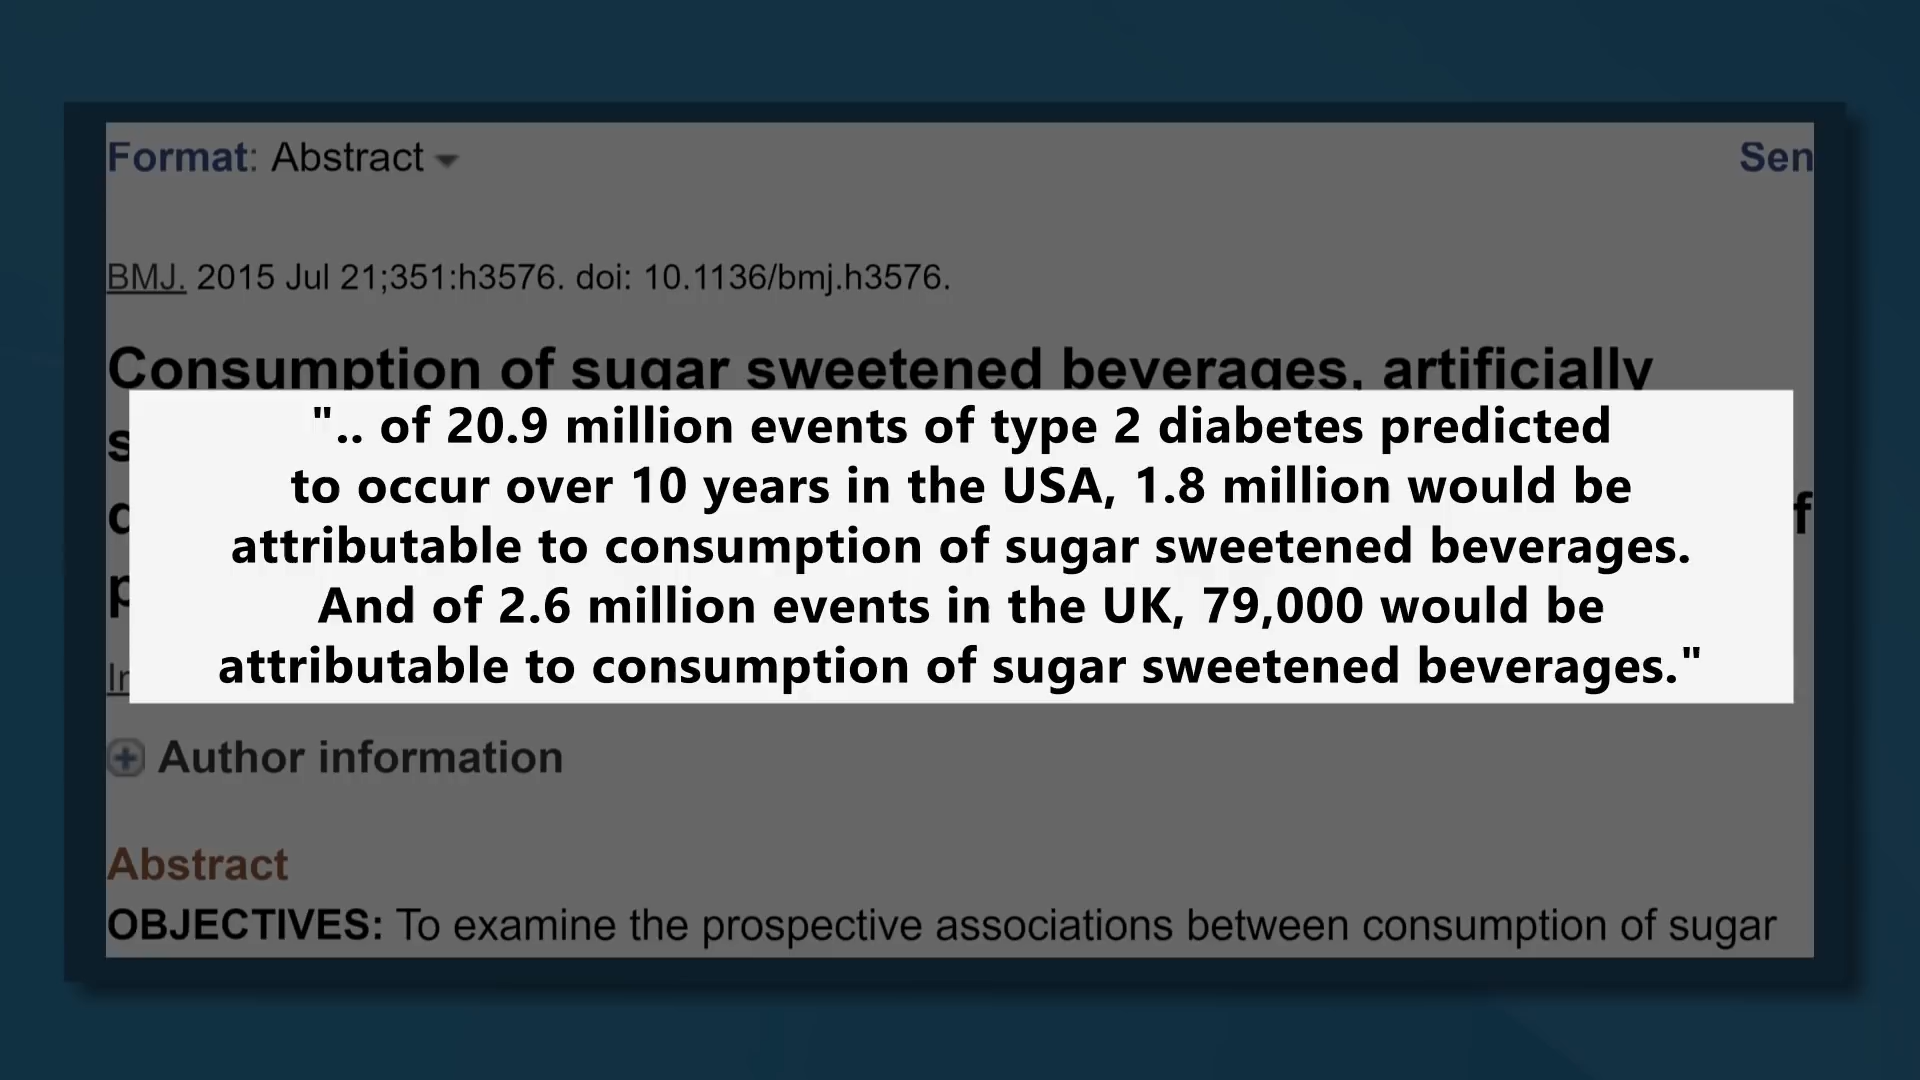 Format: Abstract
Sen
BMJ. 2015 Jul 21;351:h3576. doi: 10.1136/bmj.h3576.
Consumption of sugar sweetened beverages, artificially
".. of 20.9 million events of type 2 diabetes predicted
to occur over 10 years in the USA, 1.8 million would be
attributable to consumption of sugar sweetened beverages.
And of 2.6 million events in the UK, 79,000 would be
attributable to consumption of sugar sweetened beverages."
Author information
Abstract
OBJECTIVES: To examine the prospective associations between consumption of sugar